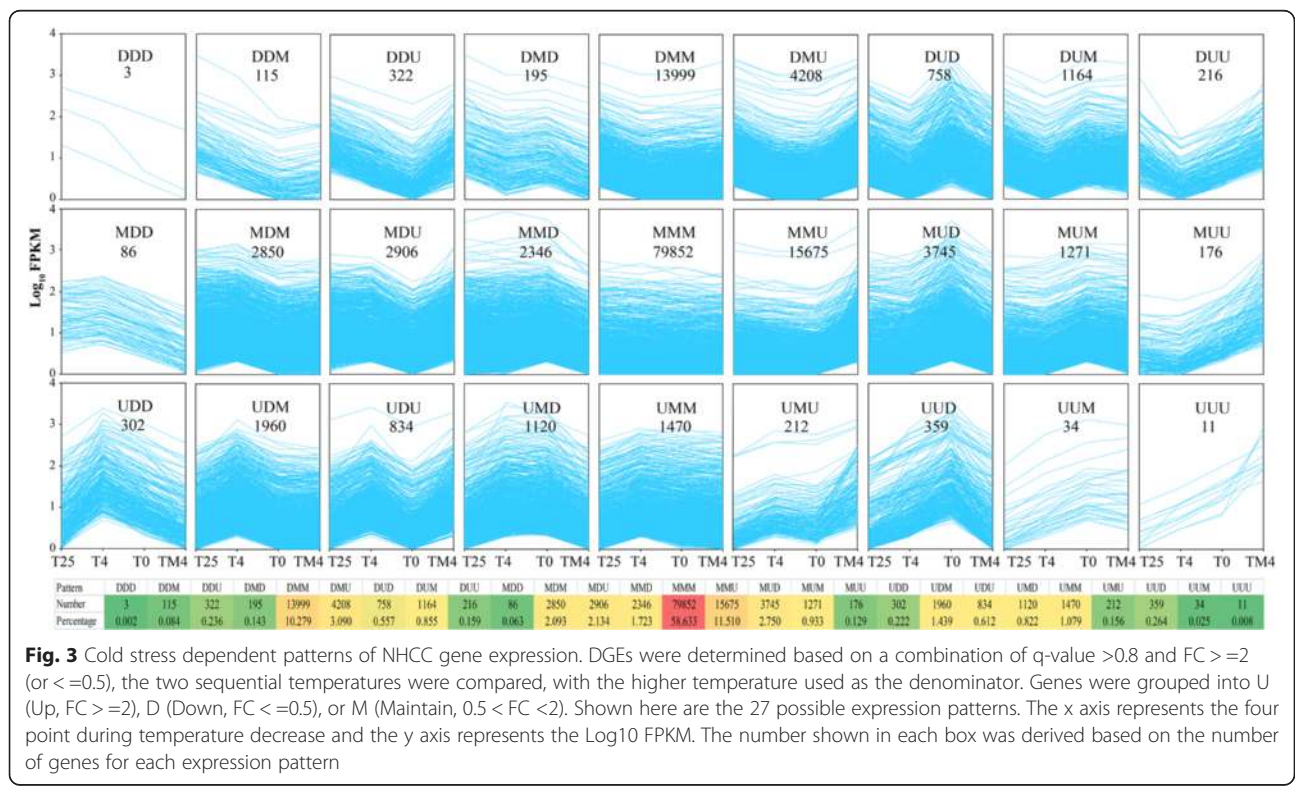 4 DDD DDM DDU DMD DMM DMU DUD DUM DUU
3 3 115 322 195 13999 4208 758 1164 216
2
1
0
4
MDD MDM MDU MMD MMM MMU MUD MUM MUU
3 86 2850 2906 2346 79852 15675 3745 1271 176
Log10 FPKM
2
1
0
4
UDD UDM UDU UMD UMM UMU UUD UUM UUU
3 302 1960 834 1120 1470 212 359 34 11
2
1
0
T25 T4 T0 TM4 T25 T4 T0 TM4 T25 T4 T0 TM4 T25 T4 T0 TM4 T25 T4 T0 TM4 T25 T4 T0 TM4 T25 T4 T0 TM4 T25 T4 T0 TM4 T25 T4 T0 TM4
Pattern DDD DDM DDU DMD DMM DMU DUD DUM DUU MDD MDM MDU MMD MMM MMU MUD MUM MUU UDD UDM UDU UMD UMM UMU UUD UUM UUU
Number 3 115 322 195 13999 4208 758 1164 216 86 2850 2906 2346 79852 15675 3745 1271 176 302 1960 834 1120 1470 212 359 34 11
Percentage 0.002 0.084 0.236 0.143 10.279 3.090 0.557 0.855 0.159 0.063 2.093 2.134 1.723 58.633 11.510 2.750 0.933 0.129 0.222 1.439 0.612 0.822 1.079 0.156 0.264 0.025 0.008
Fig. 3 Cold stress dependent patterns of NHCC gene expression. DGEs were determined based on a combination of q-value >0.8 and FC > =2
(or < =0.5), the two sequential temperatures were compared, with the higher temperature used as the denominator. Genes were grouped into U
(Up, FC > =2), D (Down, FC < =0.5), or M (Maintain, 0.5 < FC <2). Shown here are the 27 possible expression patterns. The x axis represents the four
point during temperature decrease and the y axis represents the Log10 FPKM. The number shown in each box was derived based on the number
of genes for each expression pattern